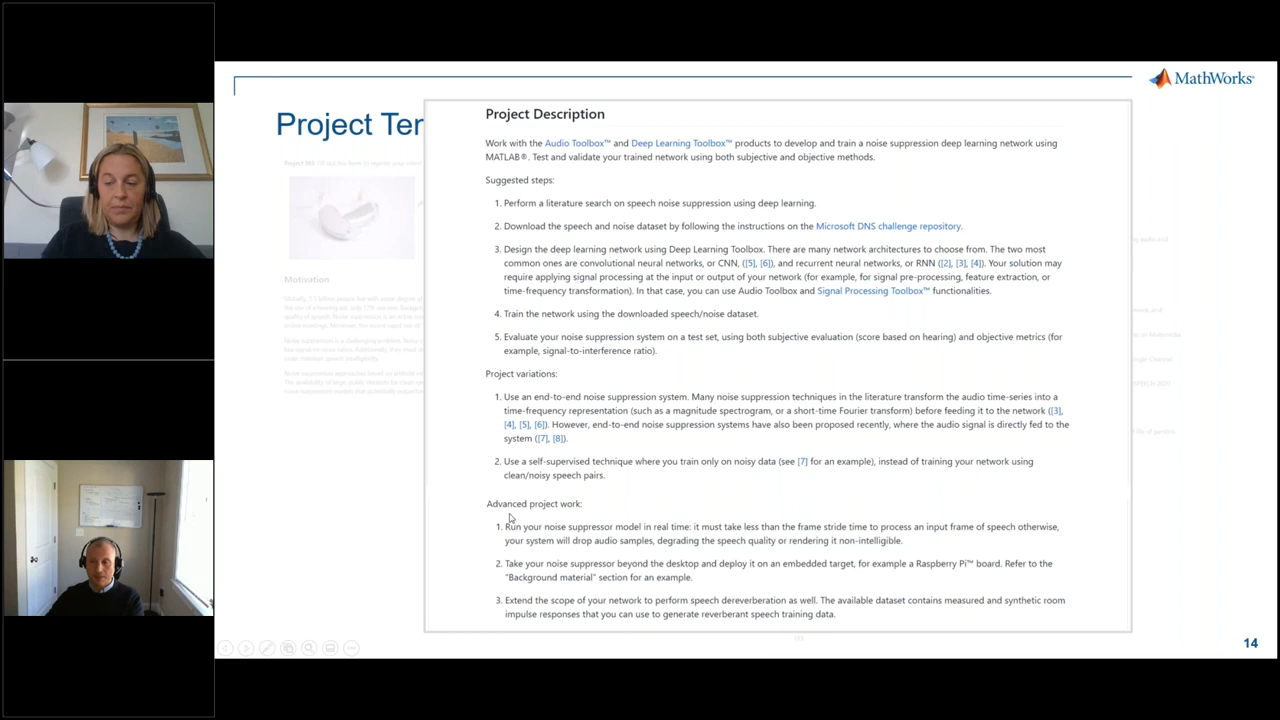 MathWorks®
Project Ter
Project Description
Work with the Audio Toolbox™ and Deep Learning Toolbox™ products to develop and train a noise suppression deep learning network using
MATLAB®. Test and validate your trained network using both subjective and objective methods.
Suggested steps:
1. Perform a literature search on speech noise suppression using deep learning.
2. Download the speech and noise dataset by following the instructions on the Microsoft DNS challenge repository.
3. Design the deep learning network using Deep Learning Toolbox. There are many network architectures to choose from. The two most
common ones are convolutional neural networks, or CNN, ([5], [6]), and recurrent neural networks, or RNN ([2], [3], [4]). Your solution may
require applying signal processing at the input or output of your network (for example, for signal pre-processing, feature extraction, or
time-frequency transformation). In that case, you can use Audio Toolbox and Signal Processing Toolbox™ functionalities.
4. Train the network using the downloaded speech/noise dataset.
5. Evaluate your noise suppression system on a test set, using both subjective evaluation (score based on hearing) and objective metrics (for
example, signal-to-interference ratio).
Project variations:
1. Use an end-to-end noise suppression system. Many noise suppression techniques in the literature transform the audio time-series into a
time-frequency representation (such as a magnitude spectrogram, or a short-time Fourier transform) before feeding it to the network ([3],
[4], [5], [6]). However, end-to-end noise suppression systems have also been proposed recently, where the audio signal is directly fed to the
system ([7], [8]).
2. Use a self-supervised technique where you train only on noisy data (see [7] for an example), instead of training your network using
clean/noisy speech pairs.
Advanced project work:
1. Run your noise suppressor model in real time: it must take less than the frame stride time to process an input frame of speech otherwise,
your system will drop audio samples, degrading the speech quality or rendering it non-intelligible.
2. Take your noise suppressor beyond the desktop and deploy it on an embedded target, for example a Raspberry Pi™ board. Refer to the
"Background material" section for an example.
3. Extend the scope of your network to perform speech dereverberation as well. The available dataset contains measured and synthetic room
impulse responses that you can use to generate reverberant speech training data.
Motivation
14